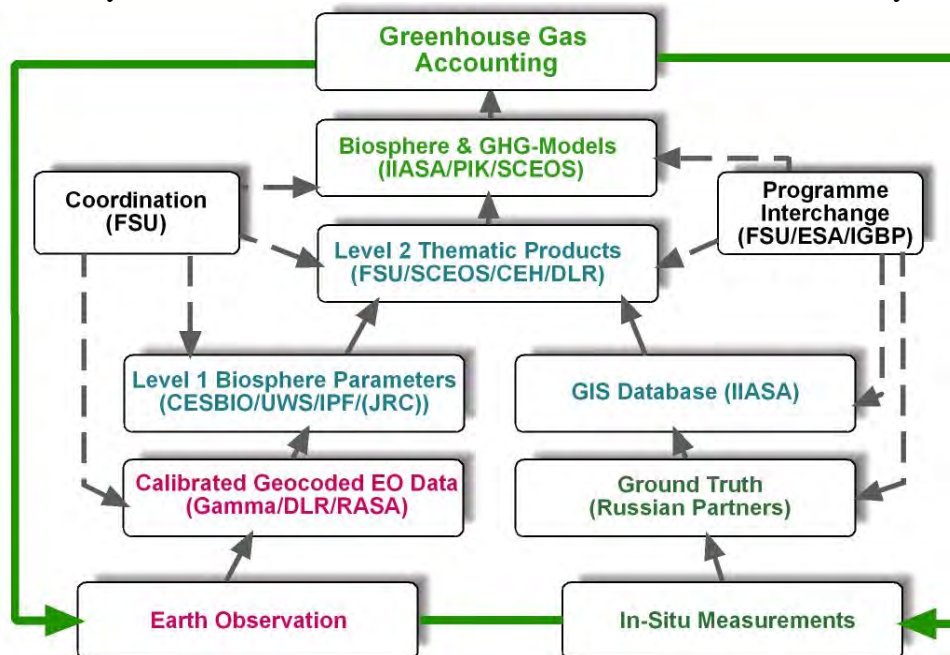 Greenhouse Gas
Accounting
Biosphere & GHG-Models
(IIASA/PIK/SCEOS)
Coordination
(FSU)
Programme
Interchange
(FSU/ESA/IGBP)
Level 2 Thematic Products
(FSU/SCEOS/CEH/DLR)
Level 1 Biosphere Parameters
(CESBIO/UWS/IPF/(JRC))
GIS Database (IIASA)
Calibrated Geocoded EO Data
(Gamma/DLR/RASA)
Ground Truth
(Russian Partners)
Earth Observation
In-Situ Measurements